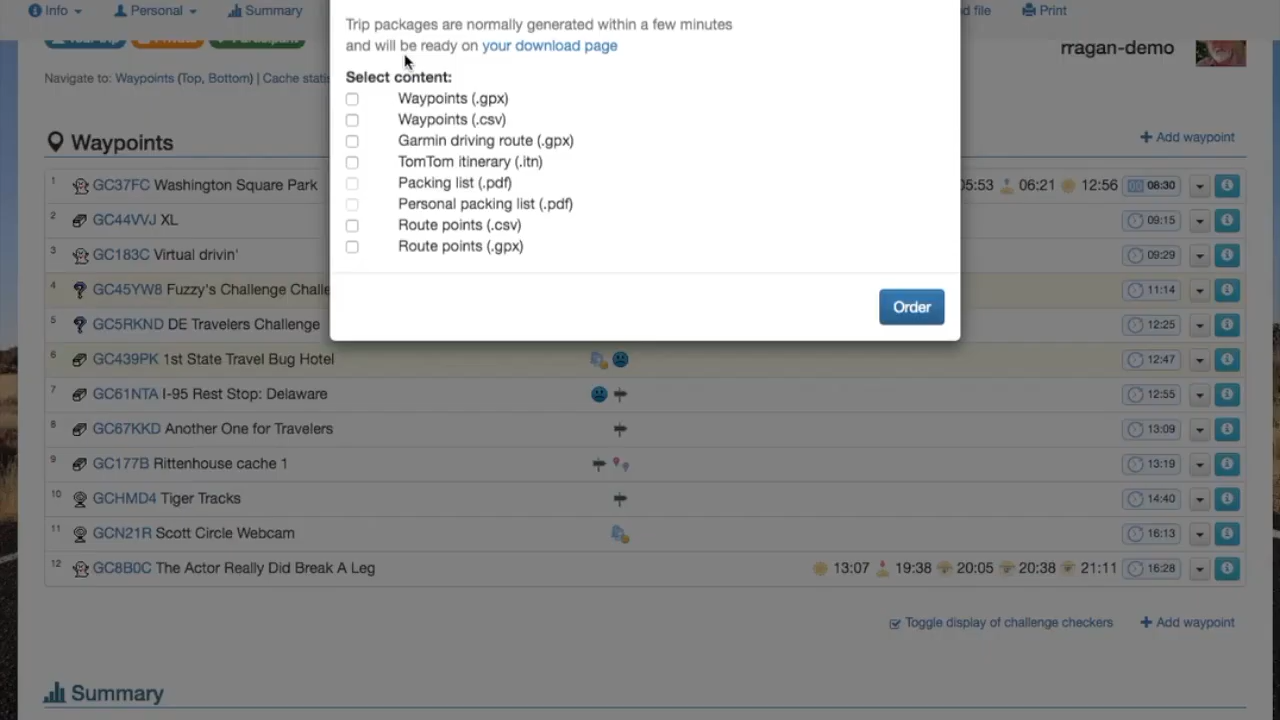 Info
Personal
Summary
d file
Print
Trip packages are normally generated within a few minutes
and will be ready on your download page
rragan-demo
Navigate to: Waypoints (Top, Bottom) | Cache statis
Select content:
Waypoints (.gpx)
Waypoints (.csv)
Garmin driving route (.gpx)
TomTom itinerary (.itn)
Packing list (.pdf)
Personal packing list (.pdf)
Route points (.csv)
Route points (.gpx)
Order
Waypoints
Add waypoint
1 GC37FC Washington Square Park 05:53 06:21 12:56 08:30
2 GC44VVJ XL 09:15
3 GC183C Virtual drivin' 09:29
4 GC45YW8 Fuzzy's Challenge Challe 11:14
5 GC5RKND DE Travelers Challenge 12:25
6 GC439PK 1st State Travel Bug Hotel 12:47
7 GC61NTA I-95 Rest Stop: Delaware 12:55
8 GC67KKD Another One for Travelers 13:09
9 GC177B Rittenhouse cache 1 13:19
10 GCHMD4 Tiger Tracks 14:40
11 GCN21R Scott Circle Webcam 16:13
12 GC8B0C The Actor Really Did Break A Leg 13:07 19:38 20:05 20:38 21:11 16:28
Toggle display of challenge checkers Add waypoint
Summary